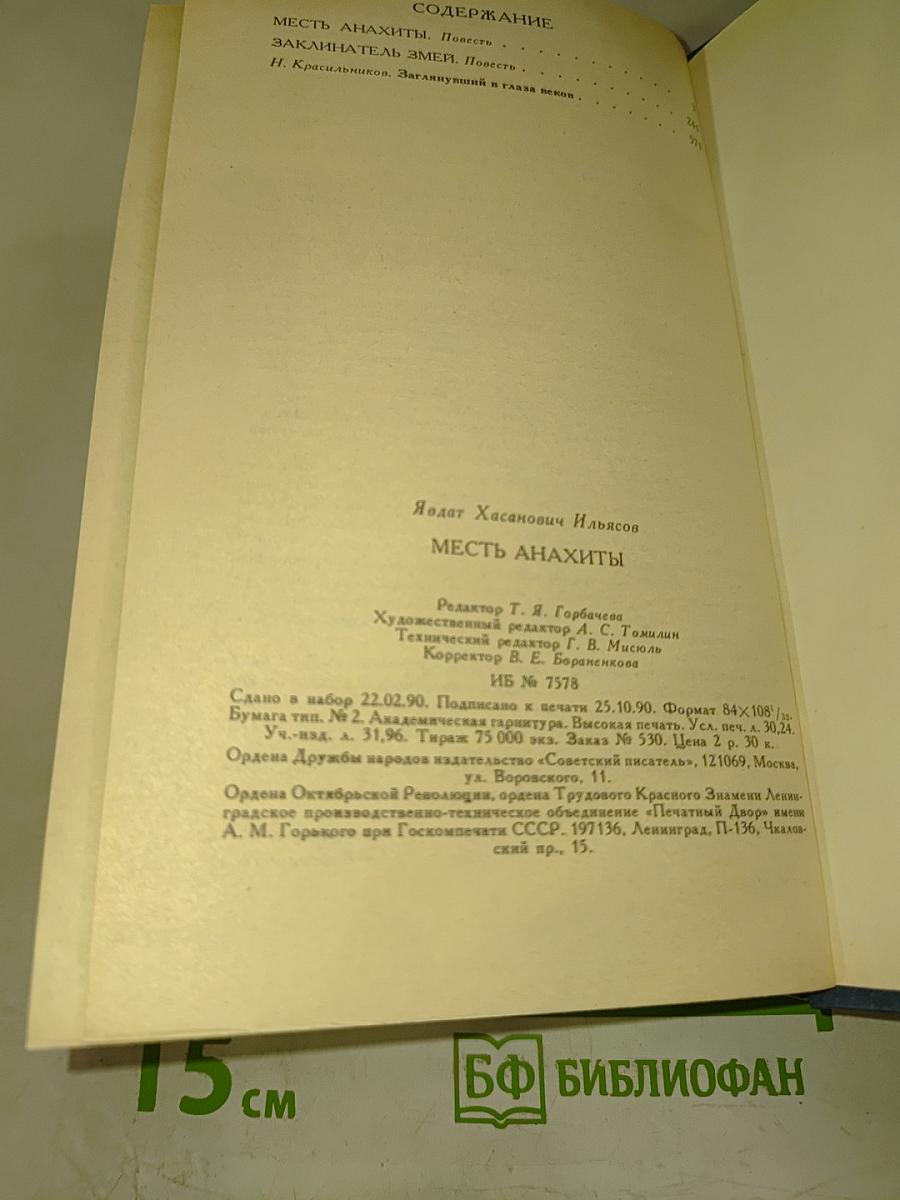 СОДЕРЖАНИЕ
МЕСТЬ АНАХИТЫ. Повесть . . . . . . . .
ЗАКЛИНАТЕЛЬ ЗМЕЙ. Повесть . . . . . . .
Н. Красильников. Заглянувший в глаза веков . . . . .
Явдат Хасанович Ильясов
МЕСТЬ АНАХИТЫ
Редактор Т. Я. Горбачева
Художественный редактор А. С. Томилин
Технический редактор Г. В. Мисюль
Корректор В. Е. Бораненкова
ИБ № 7578
Сдано в набор 22.02.90. Подписано к печати 25.10.90. Формат 84×108¹/₃₂.
Бумага тип. № 2. Академическая гарнитура. Высокая печать. Усл. печ. л. 30,24.
Уч.-изд. л. 31,96. Тираж 75 000 экз. Заказ № 530. Цена 2 р. 30 к.
Ордена Дружбы народов издательство «Советский писатель», 121069, Москва,
ул. Воровского, 11.
Ордена Октябрьской Революции, ордена Трудового Красного Знамени Ленин-
градское производственно-техническое объединение «Печатный Двор» имени
А. М. Горького при Госкомпечати СССР. 197136, Ленинград, П-136, Чкалов-
ский пр., 15.
15 см
БФ БИБЛИОФАН